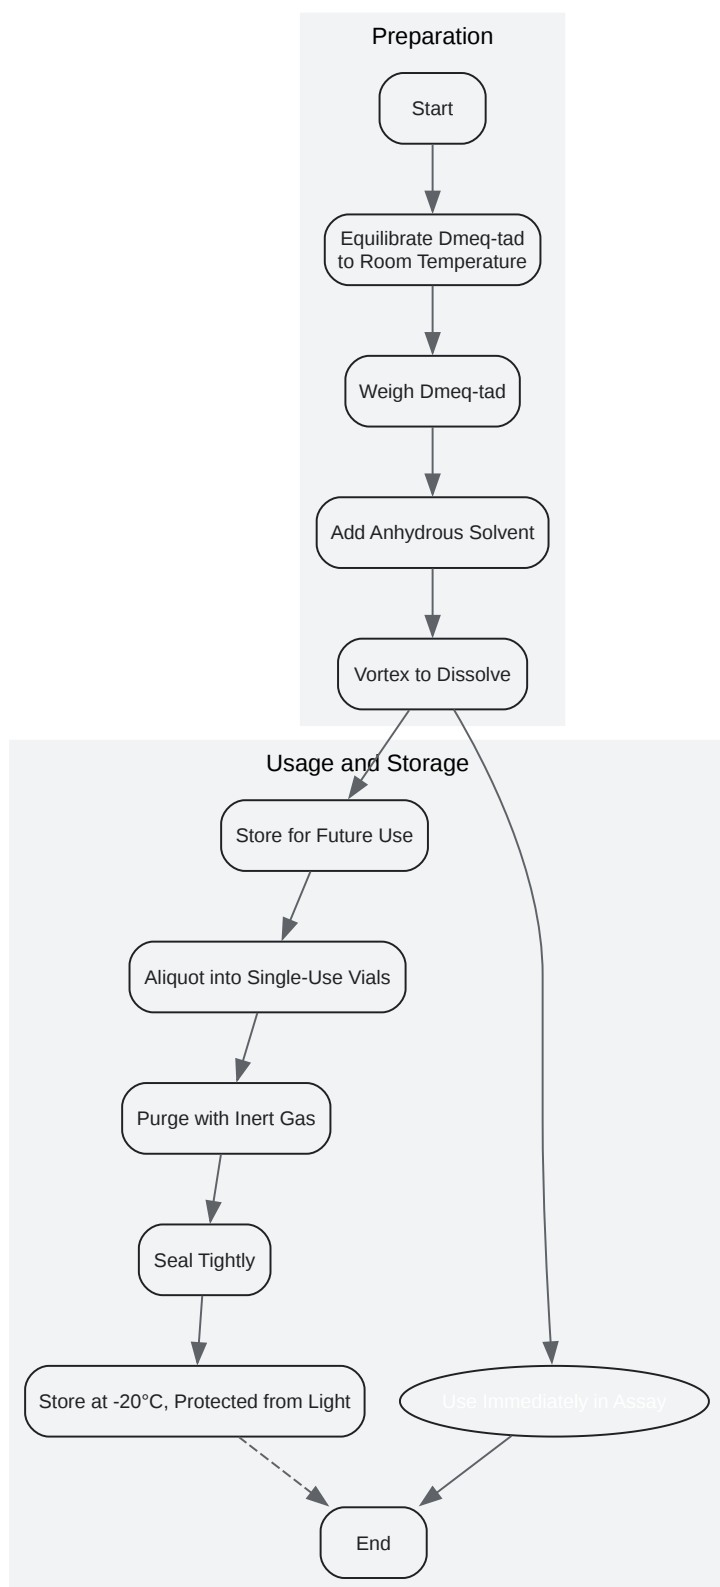 Preparation
Start
Equilibrate Dmeq-tad
to Room Temperature
Weigh Dmeq-tad
Add Anhydrous Solvent
Vortex to Dissolve
Usage and Storage
Store for Future Use
Aliquot into Single-Use Vials
Purge with Inert Gas
Seal Tightly
Store at -20°C, Protected from Light
Use Immediately in Assay
End